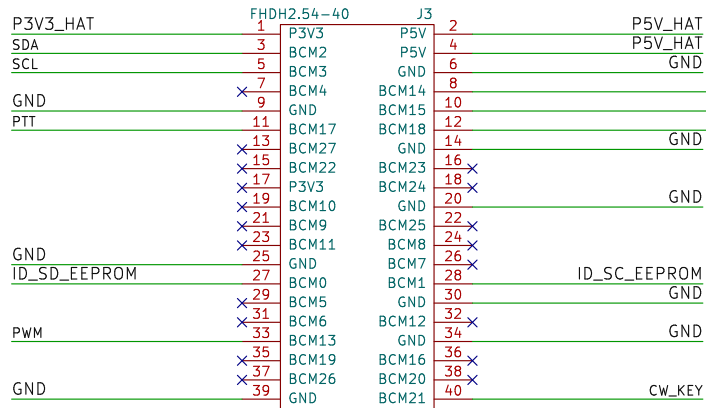 FHDH2.54-40 J3
P3V3_HAT 1 P3V3 P5V 2 P5V_HAT
SDA 3 BCM2 P5V 4 P5V_HAT
SCL 5 BCM3 GND 6 GND
7 BCM4 BCM14 8
GND 9 GND BCM15 10
PTT 11 BCM17 BCM18 12
13 BCM27 GND 14 GND
15 BCM22 BCM23 16
17 P3V3 BCM24 18
19 BCM10 GND 20 GND
21 BCM9 BCM25 22
23 BCM11 BCM8 24
GND 25 GND BCM7 26
ID_SD_EEPROM 27 BCM0 BCM1 28 ID_SC_EEPROM
29 BCM5 GND 30 GND
31 BCM6 BCM12 32
PWM 33 BCM13 GND 34 GND
35 BCM19 BCM16 36
37 BCM26 BCM20 38
GND 39 GND BCM21 40 CW_KEY